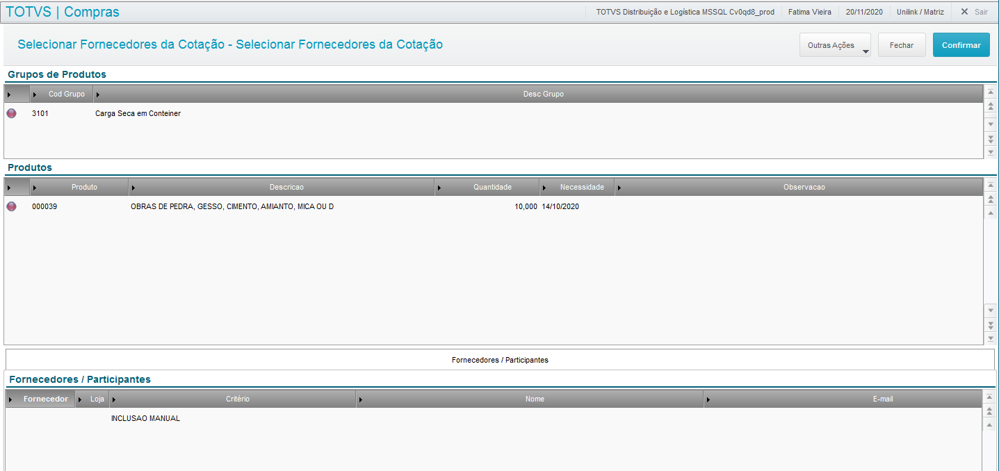 TOTVS | Compras
TOTVS Distribuição e Logística MSSQL Cv0qd8_prod Fatima Vieira 20/11/2020 Unilink / Matriz Sair
Selecionar Fornecedores da Cotação - Selecionar Fornecedores da Cotação
Outras Ações Fechar Confirmar
Grupos de Produtos
Cod Grupo Desc Grupo
3101 Carga Seca em Conteiner
Produtos
Produto Descricao Quantidade Necessidade Observacao
000039 OBRAS DE PEDRA, GESSO, CIMENTO, AMIANTO, MICA OU D 10,000 14/10/2020
Fornecedores / Participantes
Fornecedores / Participantes
Fornecedor Loja Critério Nome E-mail
INCLUSAO MANUAL